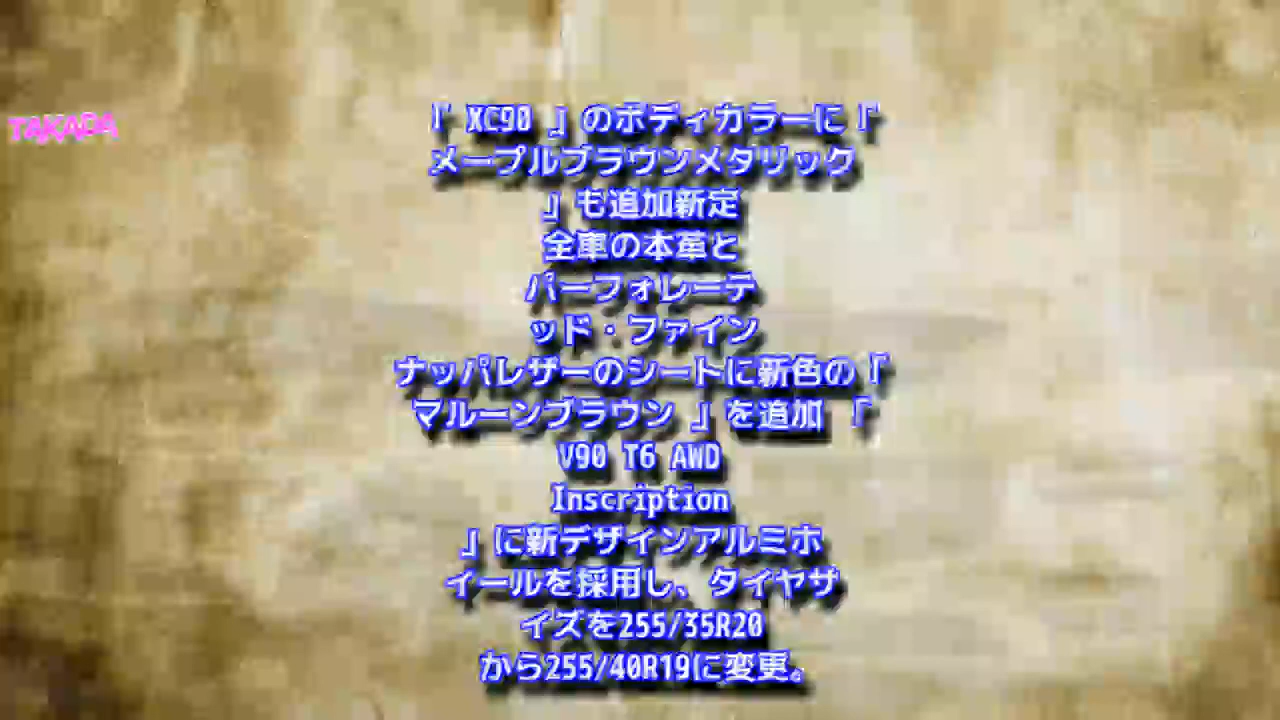 TAKADA
「 XC90 」のボディカラーに「
メープルブラウンメタリック
」も追加新定
全車の本革と
パーフォレーテ
ッド・ファイン
ナッパレザーのシートに新色の「
マルーンブラウン 」を追加 「
V90 T6 AWD
Inscription
」に新デザインアルミホ
イールを採用し、タイヤサ
イズを255/35R20
から255/40R19に変更。